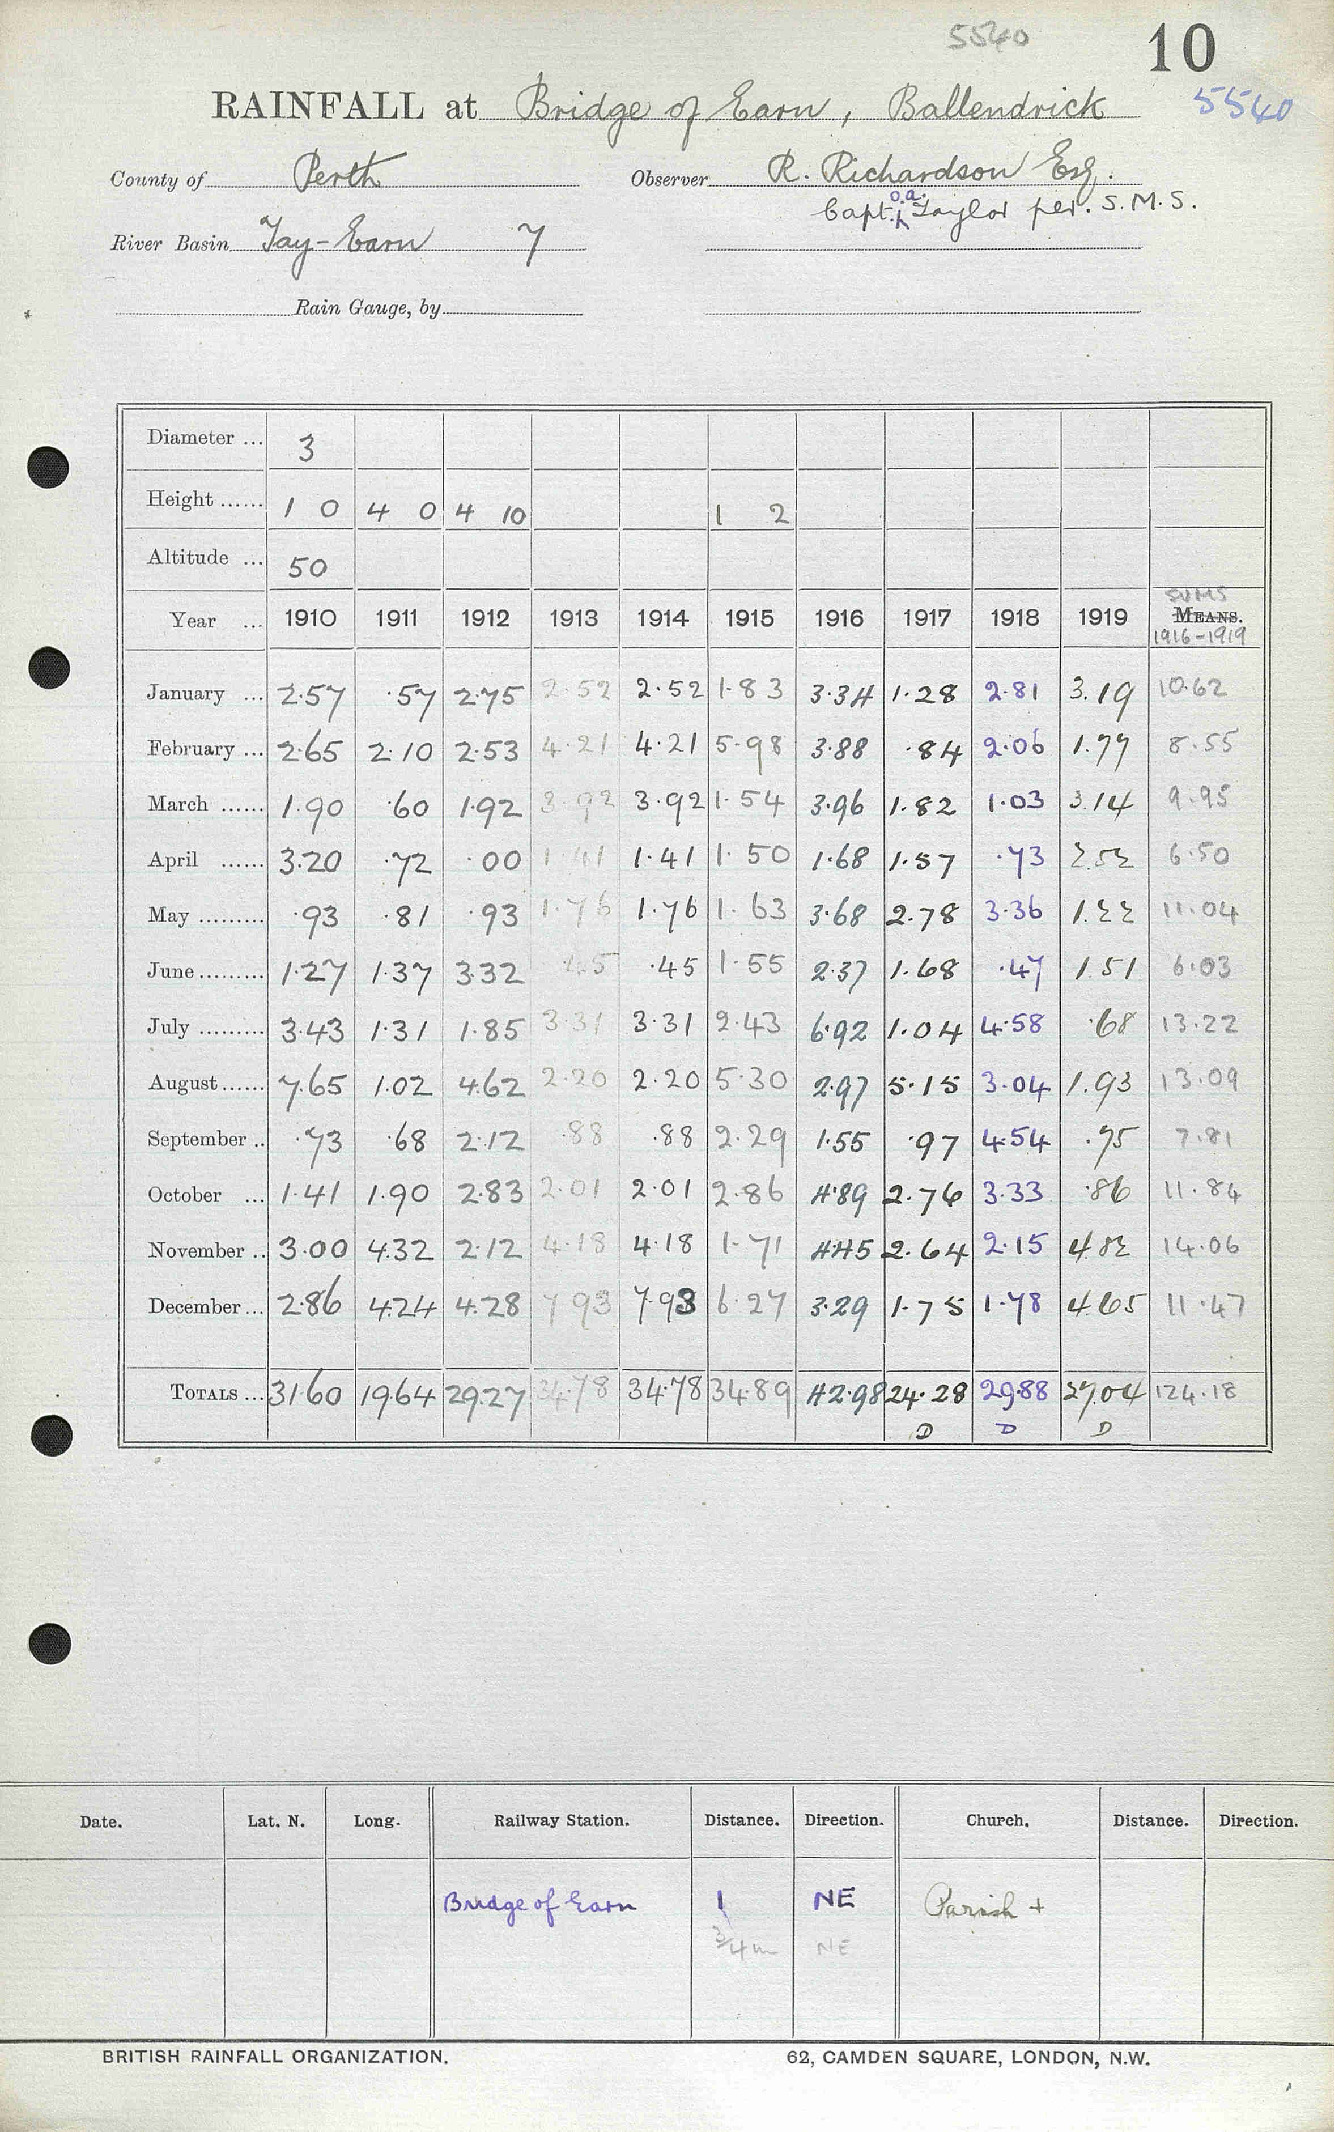 5540 10
RAINFALL at Bridge of Earn, Ballendrick 5540
County of Perth Observer R. Richardson Esq.
o.a.
Capt. Taylor per. S.M.S.
River Basin Tay-Earn 7
Rain Gauge, by
Diameter ... 3
Height ...... 1 0 4 0 4 10 1 2
Altitude ... 50
SUMS
Year ... 1910 1911 1912 1913 1914 1915 1916 1917 1918 1919 MEANS.
1916-1919
January ... 2.57 .57 2.75 2.52 2.52 1.83 3.34 1.28 2.81 3.19 10.62
February ... 2.65 2.10 2.53 4.21 4.21 5.98 3.88 .84 2.06 1.77 8.55
March ...... 1.90 .60 1.92 3.92 3.92 1.54 3.96 1.82 1.03 3.14 9.95
April ...... 3.20 .72 .00 1.41 1.41 1.50 1.68 1.57 .73 2.52 6.50
May ......... .93 .81 .93 1.76 1.76 1.63 3.68 2.78 3.36 1.22 11.04
June ......... 1.27 1.37 3.32 .45 .45 1.55 2.37 1.68 .47 1.51 6.03
July ......... 3.43 1.31 1.85 3.31 3.31 2.43 6.92 1.04 4.58 .68 13.22
August ...... 7.65 1.02 4.62 2.20 2.20 5.30 2.97 5.15 3.04 1.93 13.09
September .. .73 .68 2.12 .88 .88 2.29 1.55 .97 4.54 .75 7.81
October ... 1.41 1.90 2.83 2.01 2.01 2.86 4.89 2.76 3.33 .86 11.84
November .. 3.00 4.32 2.12 4.18 4.18 1.71 4.45 2.64 2.15 4.82 14.06
December ... 2.86 4.24 4.28 7.93 7.93 6.27 3.29 1.75 1.78 4.65 11.47
TOTALS ... 31.60 19.64 29.27 34.78 34.78 34.89 42.98 24.28 29.88 27.04 124.18
D D D
Date. Lat. N. Long. Railway Station. Distance. Direction. Church. Distance. Direction.
Bridge of Earn 1 NE Parish +
3/4 m NE
BRITISH RAINFALL ORGANIZATION. 62, CAMDEN SQUARE, LONDON, N.W.